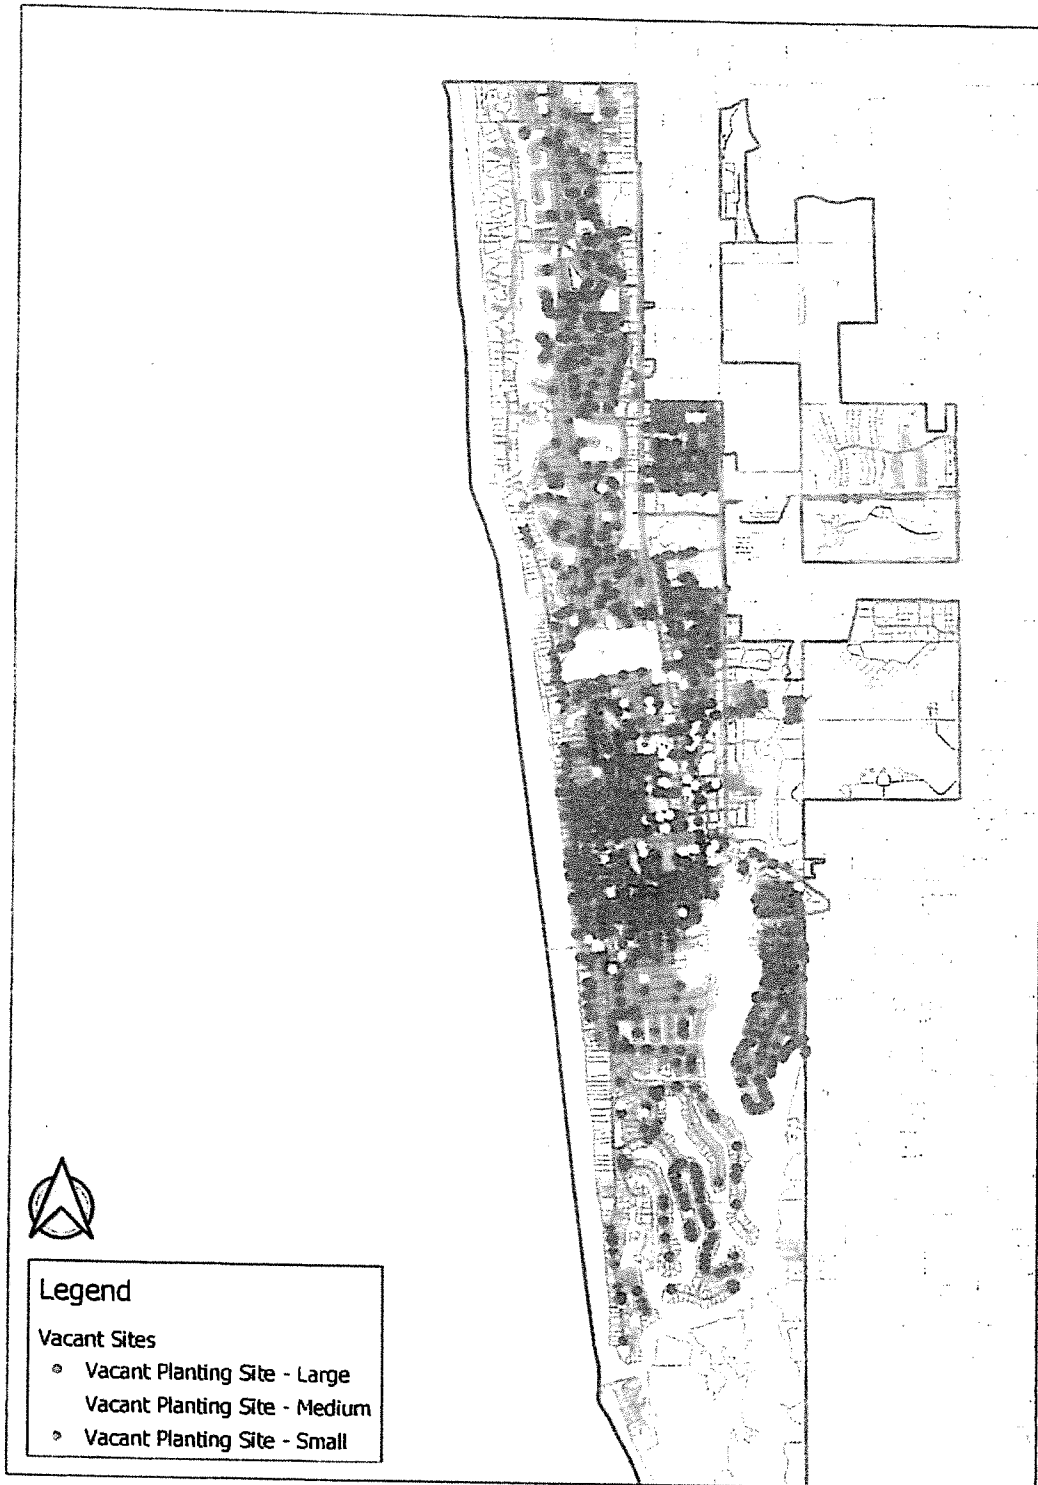 Legend
Vacant Sites
Vacant Planting Site - Large
Vacant Planting Site - Medium
Vacant Planting Site - Small